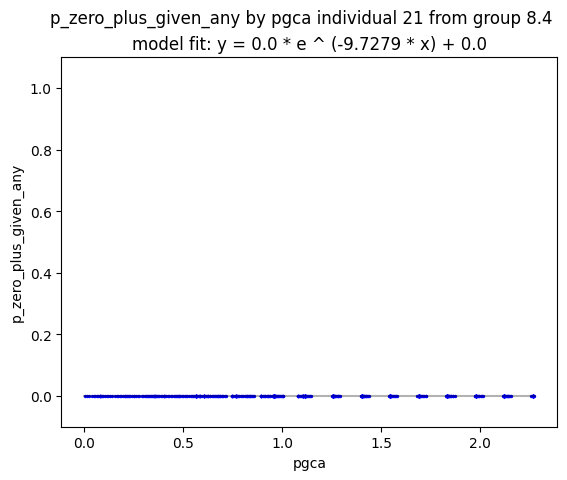 p_zero_plus_given_any by pgca individual 21 from group 8.4
model fit: y = 0.0 * e ^ (-9.7279 * x) + 0.0
p_zero_plus_given_any
1.0
0.8
0.6
0.4
0.2
0.0
0.0 0.5 1.0 1.5 2.0
pgca